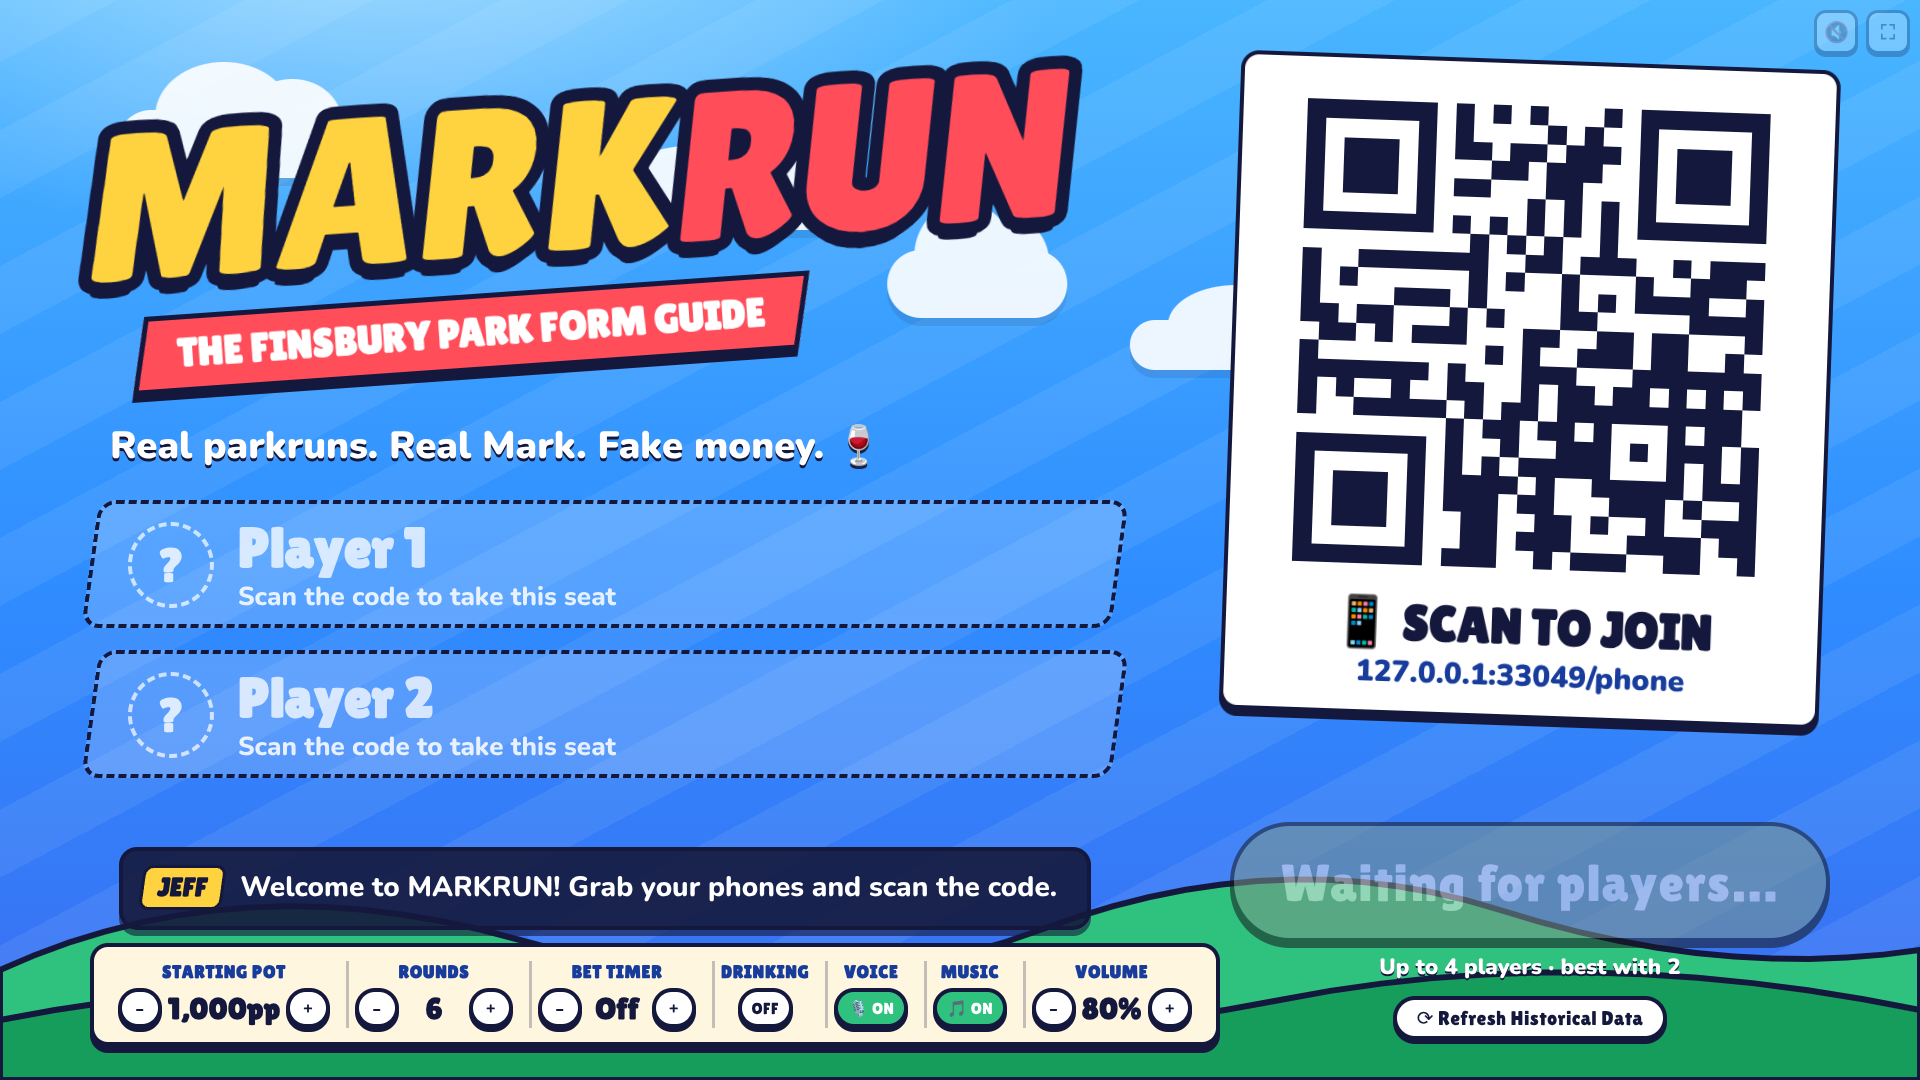 MARKRUN
THE FINSBURY PARK FORM GUIDE
Real parkruns. Real Mark. Fake money.
?
Player 1
Scan the code to take this seat
?
Player 2
Scan the code to take this seat
SCAN TO JOIN
127.0.0.1:33049/phone
JEFF Welcome to MARKRUN! Grab your phones and scan the code.
Waiting for players...
Up to 4 players · best with 2
Refresh Historical Data
STARTING POT
- 1,000pp +
ROUNDS
- 6 +
BET TIMER
- Off +
DRINKING
OFF
VOICE
ON
MUSIC
ON
VOLUME
- 80% +